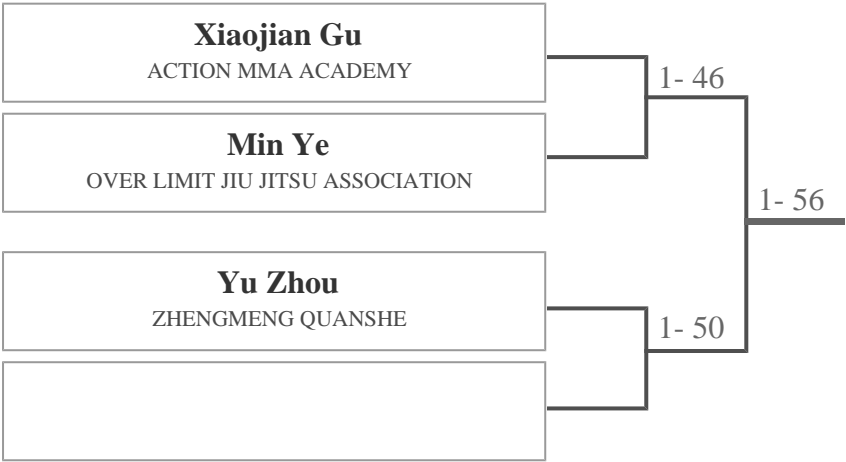 Xiaojian Gu
ACTION MMA ACADEMY
1- 46
Min Ye
OVER LIMIT JIU JITSU ASSOCIATION
1- 56
Yu Zhou
ZHENGMENG QUANSHE
1- 50